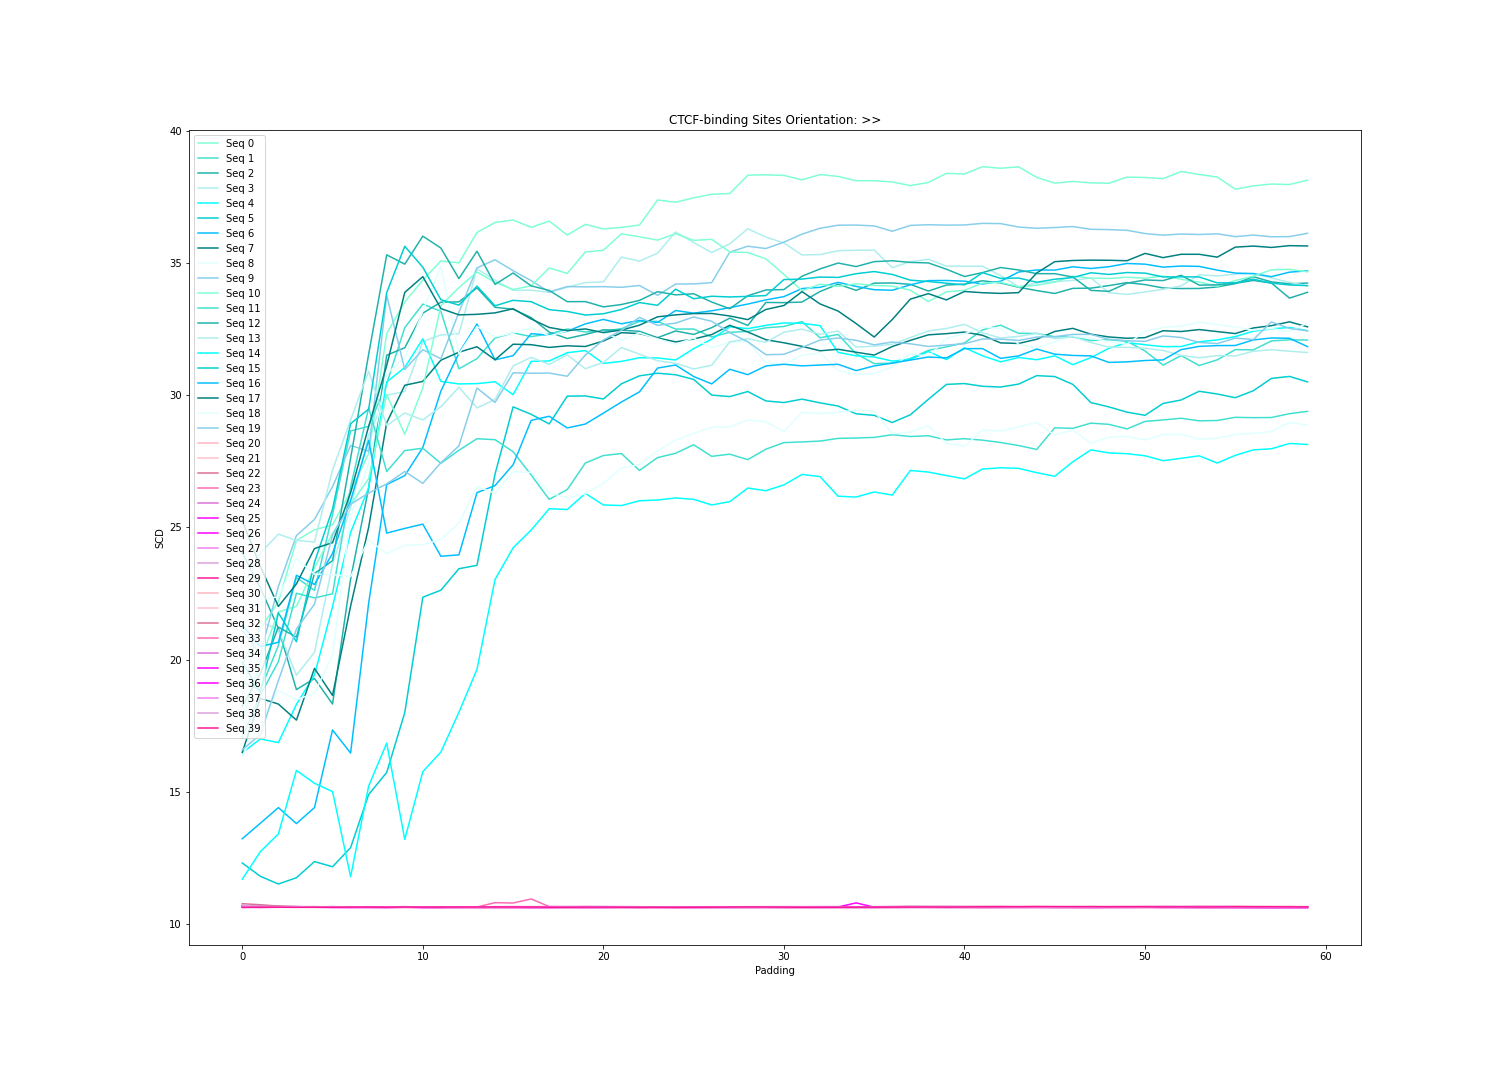 CTCF-binding Sites Orientation: >>
40
35
30
25
20
15
10
SCD
Seq 0
Seq 1
Seq 2
Seq 3
Seq 4
Seq 5
Seq 6
Seq 7
Seq 8
Seq 9
Seq 10
Seq 11
Seq 12
Seq 13
Seq 14
Seq 15
Seq 16
Seq 17
Seq 18
Seq 19
Seq 20
Seq 21
Seq 22
Seq 23
Seq 24
Seq 25
Seq 26
Seq 27
Seq 28
Seq 29
Seq 30
Seq 31
Seq 32
Seq 33
Seq 34
Seq 35
Seq 36
Seq 37
Seq 38
Seq 39
0 10 20 30 40 50 60
Padding